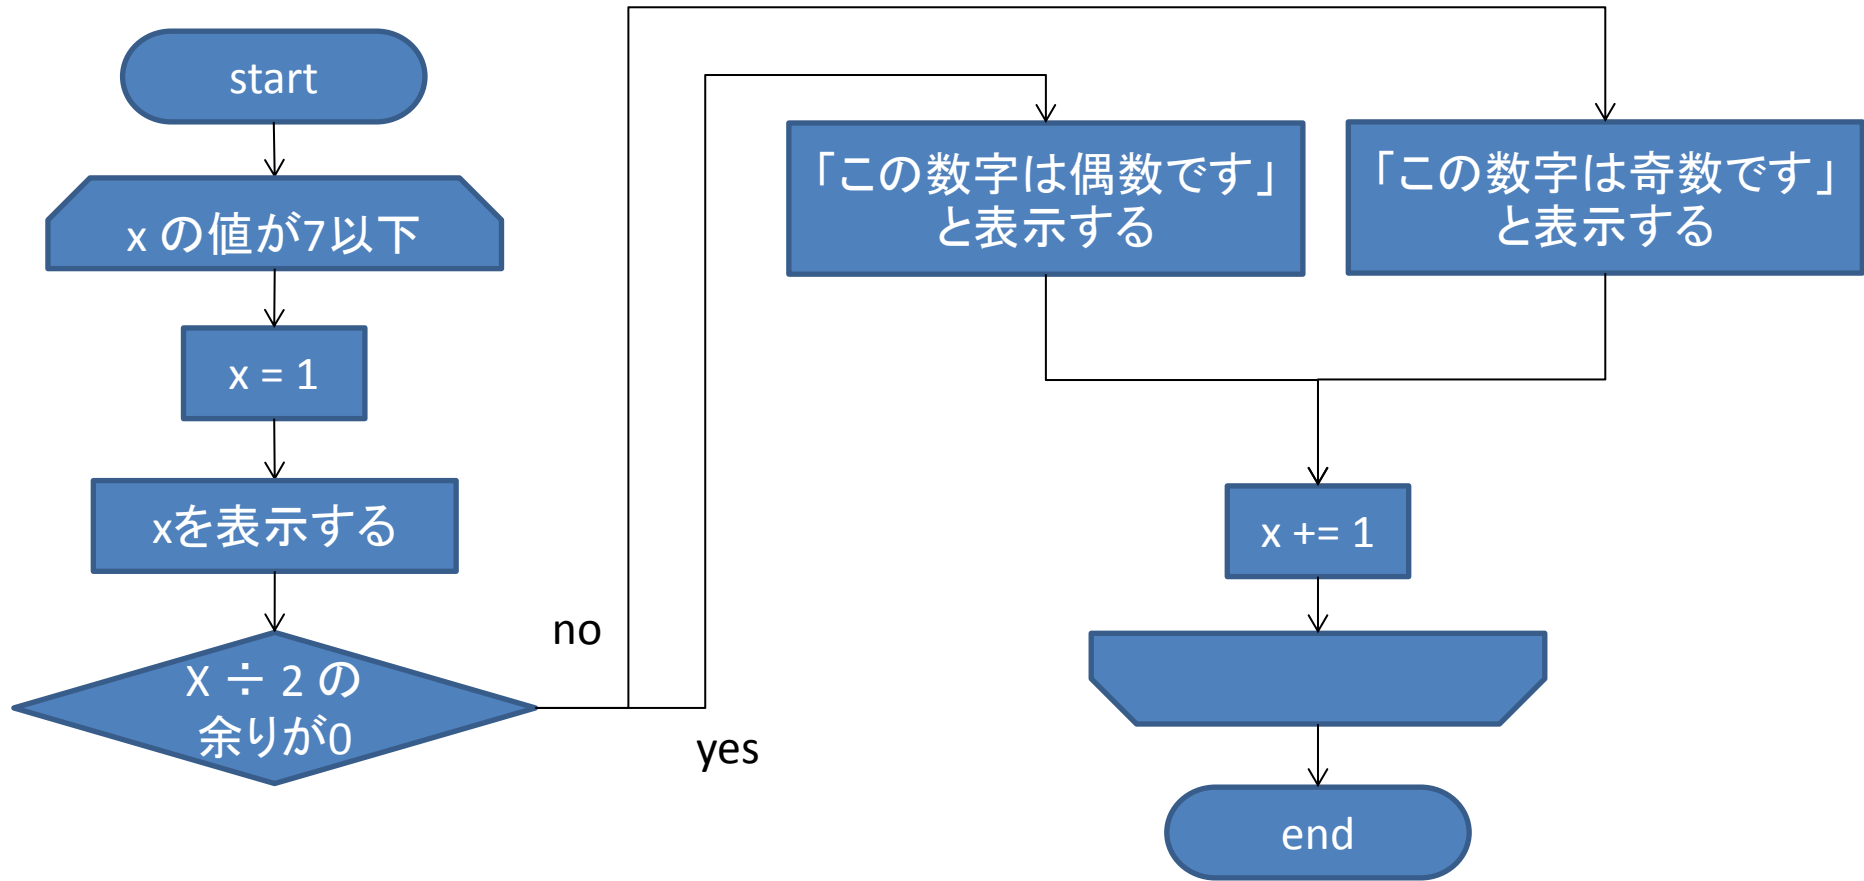 start
x の値が7以下
x = 1
xを表示する
X ÷ 2 の
余りが0
no
yes
「この数字は偶数です」
と表示する
「この数字は奇数です」
と表示する
x += 1
end